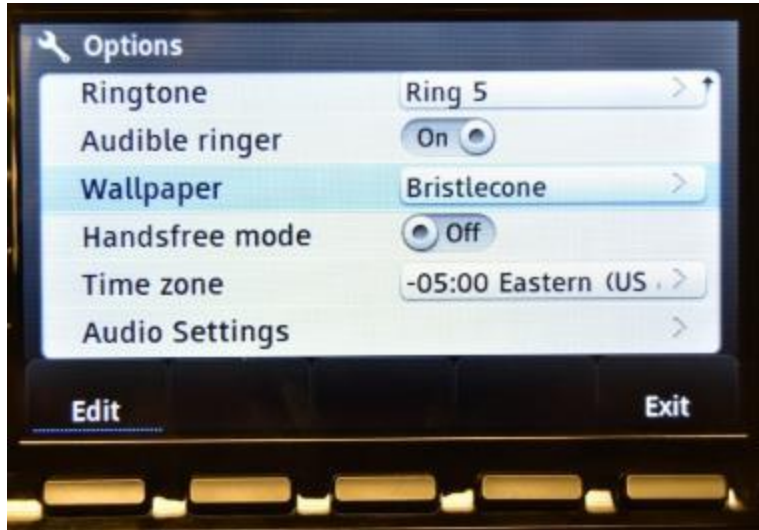 Options
Ringtone Ring 5
Audible ringer On
Wallpaper Bristlecone
Handsfree mode Off
Time zone -05:00 Eastern (US
Audio Settings
Edit Exit